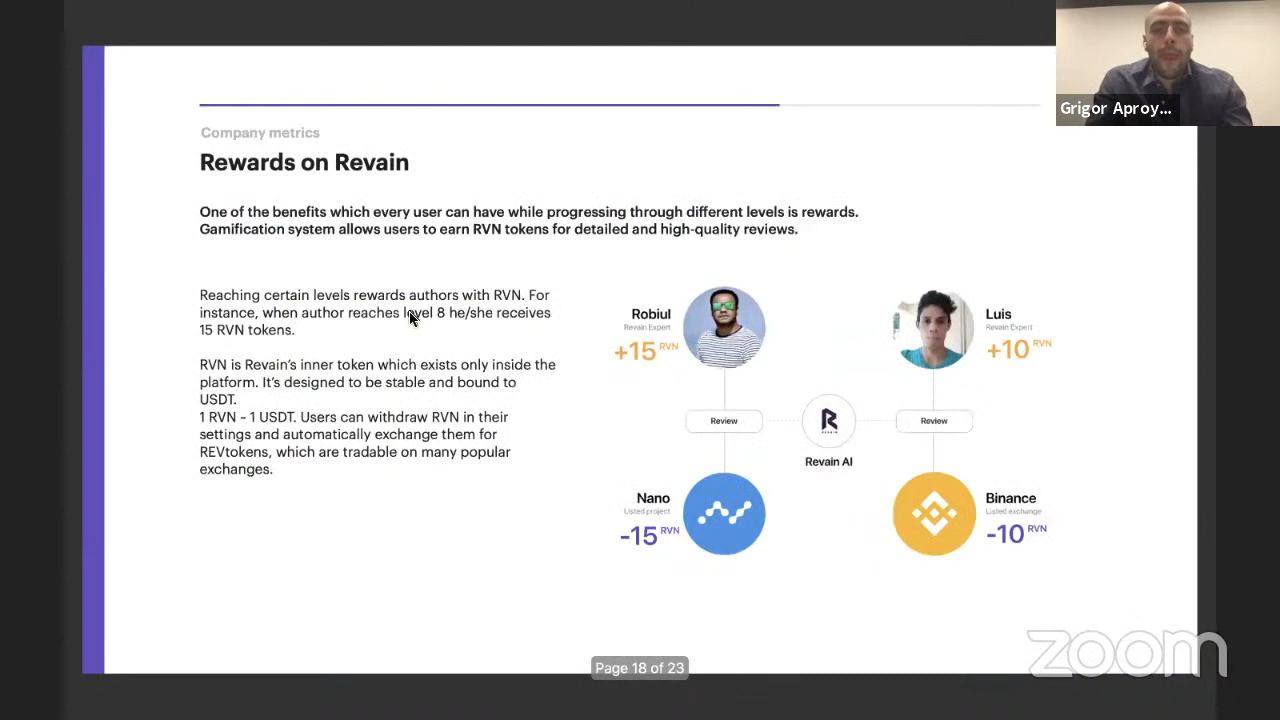 Grigor Aproy...
Company metrics
Rewards on Revain
One of the benefits which every user can have while progressing through different levels is rewards.
Gamification system allows users to earn RVN tokens for detailed and high-quality reviews.
Reaching certain levels rewards authors with RVN. For
instance, when author reaches level 8 he/she receives
15 RVN tokens.
RVN is Revain's inner token which exists only inside the
platform. It's designed to be stable and bound to
USDT.
1 RVN - 1 USDT. Users can withdraw RVN in their
settings and automatically exchange them for
REVtokens, which are tradable on many popular
exchanges.
Robiul
Revain Expert
+15 RVN
Luis
Revain Expert
+10 RVN
Review
REVAIN
Review
Revain AI
Nano
Listed project
-15 RVN
Binance
Listed exchange
-10 RVN
Page 18 of 23
zoom